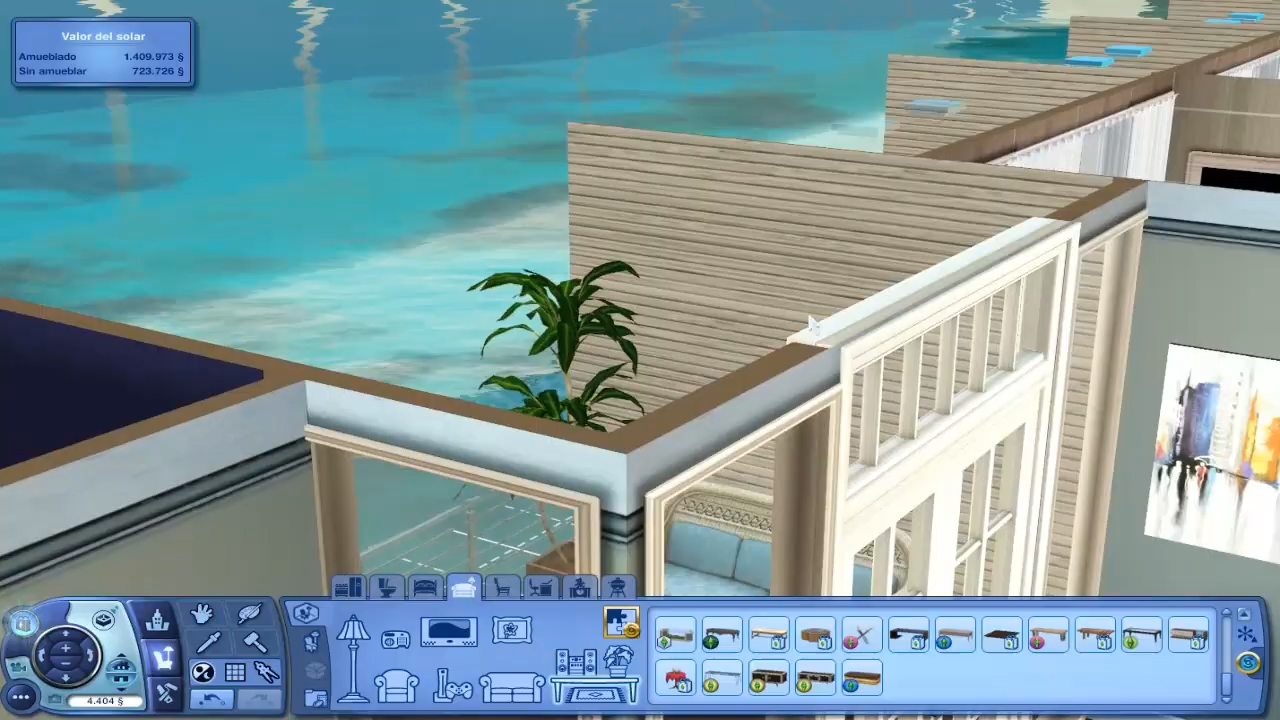 Valor del solar
Amueblado 1.409.973 §
Sin amueblar 723.726 §
4.404 §